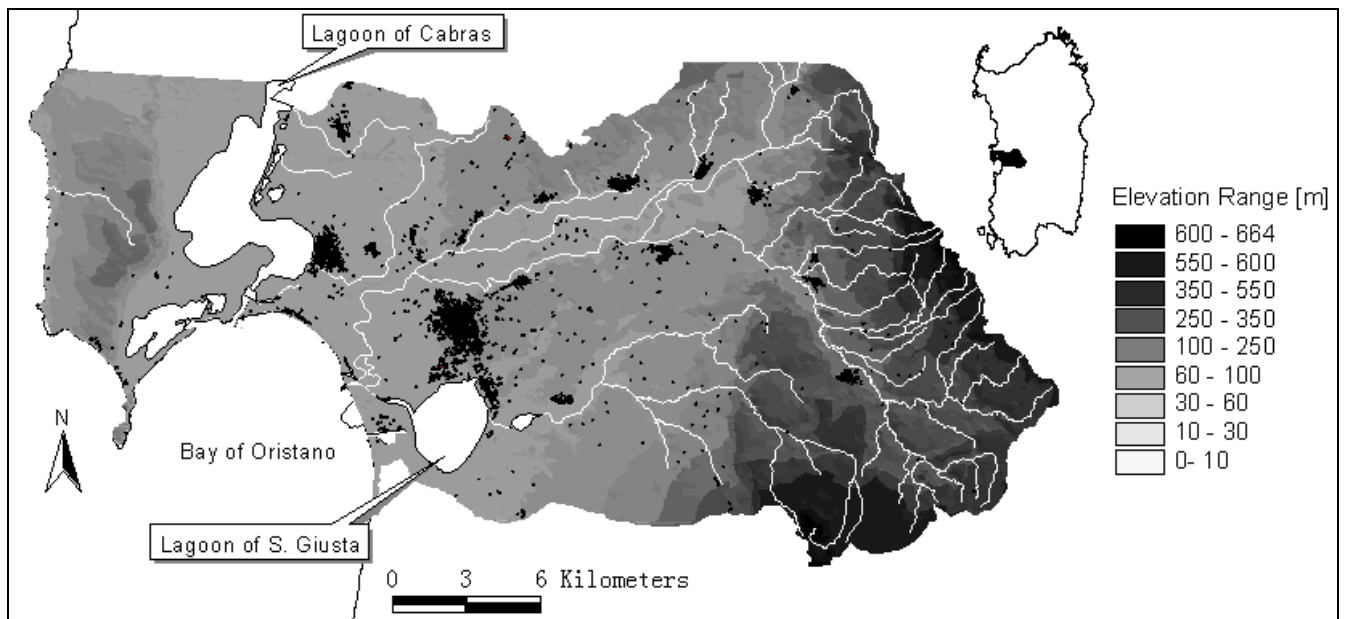 Lagoon of Cabras
Elevation Range [m]
600 - 664
550 - 600
350 - 550
250 - 350
100 - 250
60 - 100
30 - 60
10 - 30
0- 10
N
Bay of Oristano
Lagoon of S. Giusta
0 3 6 Kilometers